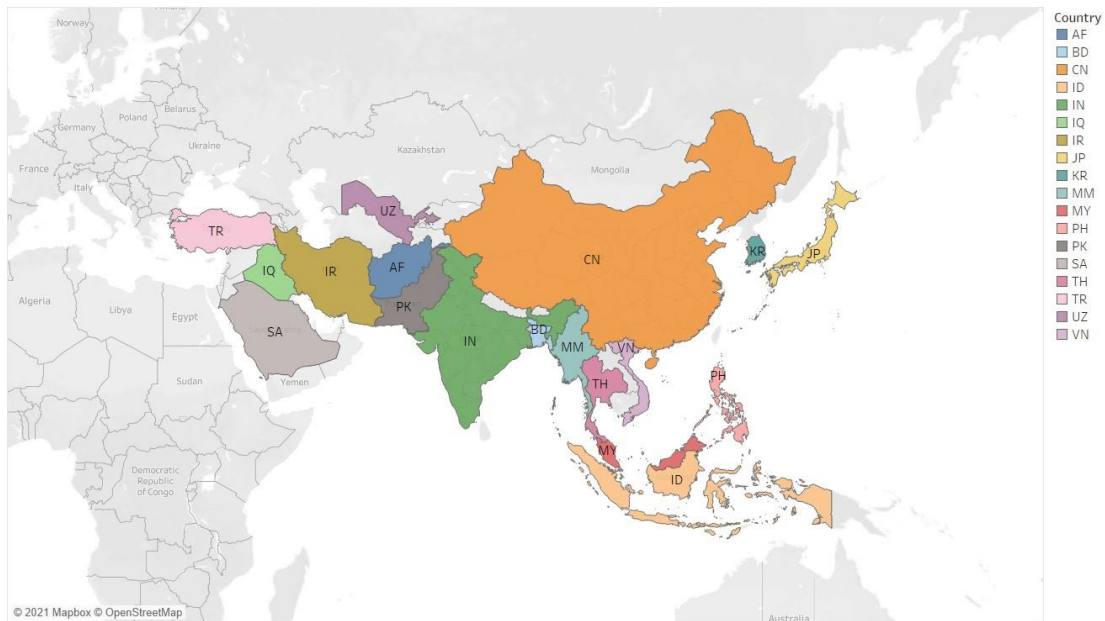 Norway
Belarus
Poland
Germany
Ukraine
France
Italy
Kazakhstan
Mongolia
UZ
TR
CN
KR
JP
IQ
IR
AF
PK
Algeria
Libya
Egypt
SA
IN
BD
MM
VN
Sudan
Yemen
TH
PH
MY
ID
Democratic
Republic
of Congo
Australia
© 2021 Mapbox © OpenStreetMap
Country
AF
BD
CN
ID
IN
IQ
IR
JP
KR
MM
MY
PH
PK
SA
TH
TR
UZ
VN